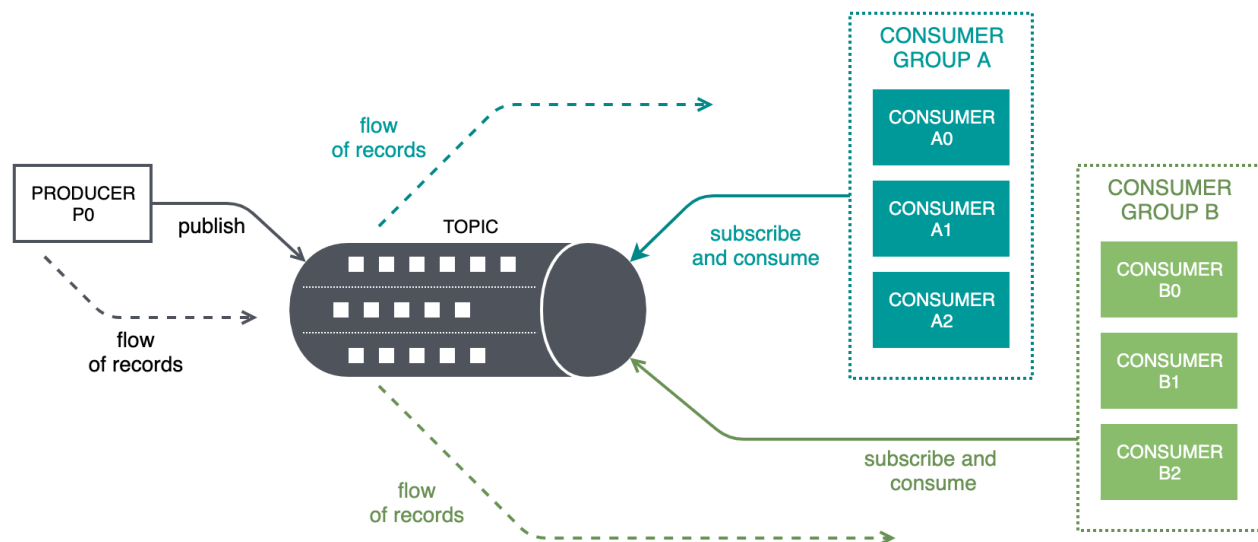 PRODUCER
P0
publish
flow
of records
TOPIC
flow
of records
subscribe
and consume
CONSUMER
GROUP A
CONSUMER
A0
CONSUMER
A1
CONSUMER
A2
flow
of records
subscribe and
consume
CONSUMER
GROUP B
CONSUMER
B0
CONSUMER
B1
CONSUMER
B2